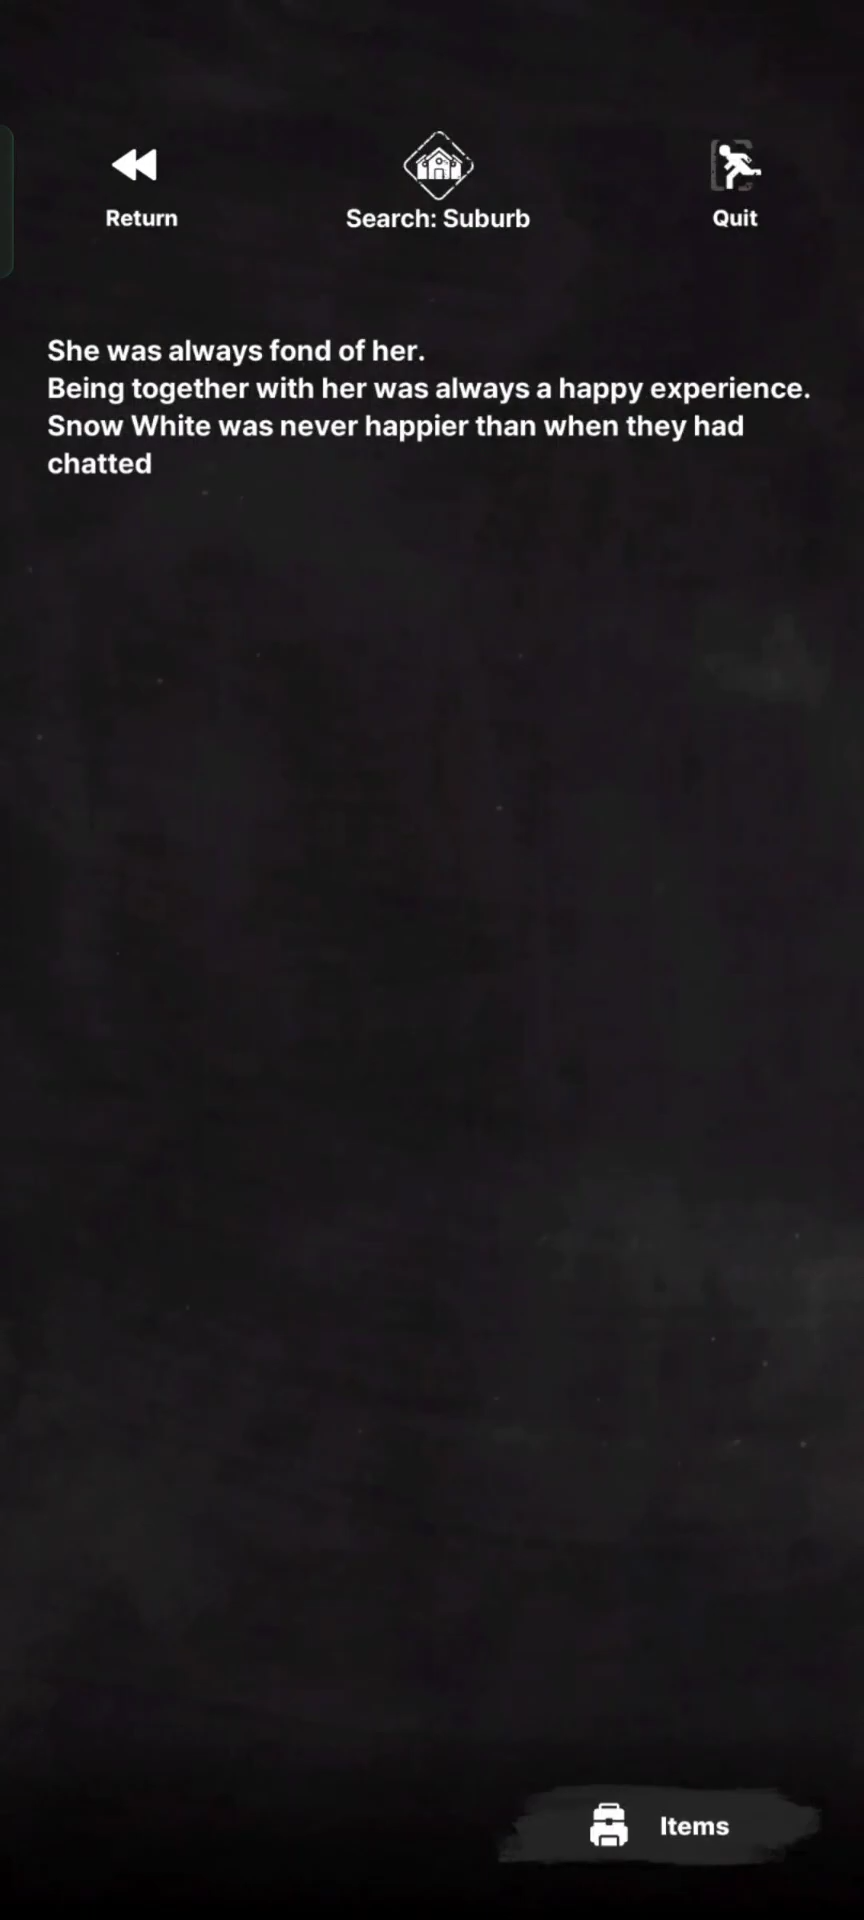 Return
Search: Suburb
Quit
She was always fond of her.
Being together with her was always a happy experience.
Snow White was never happier than when they had
chatted
Items